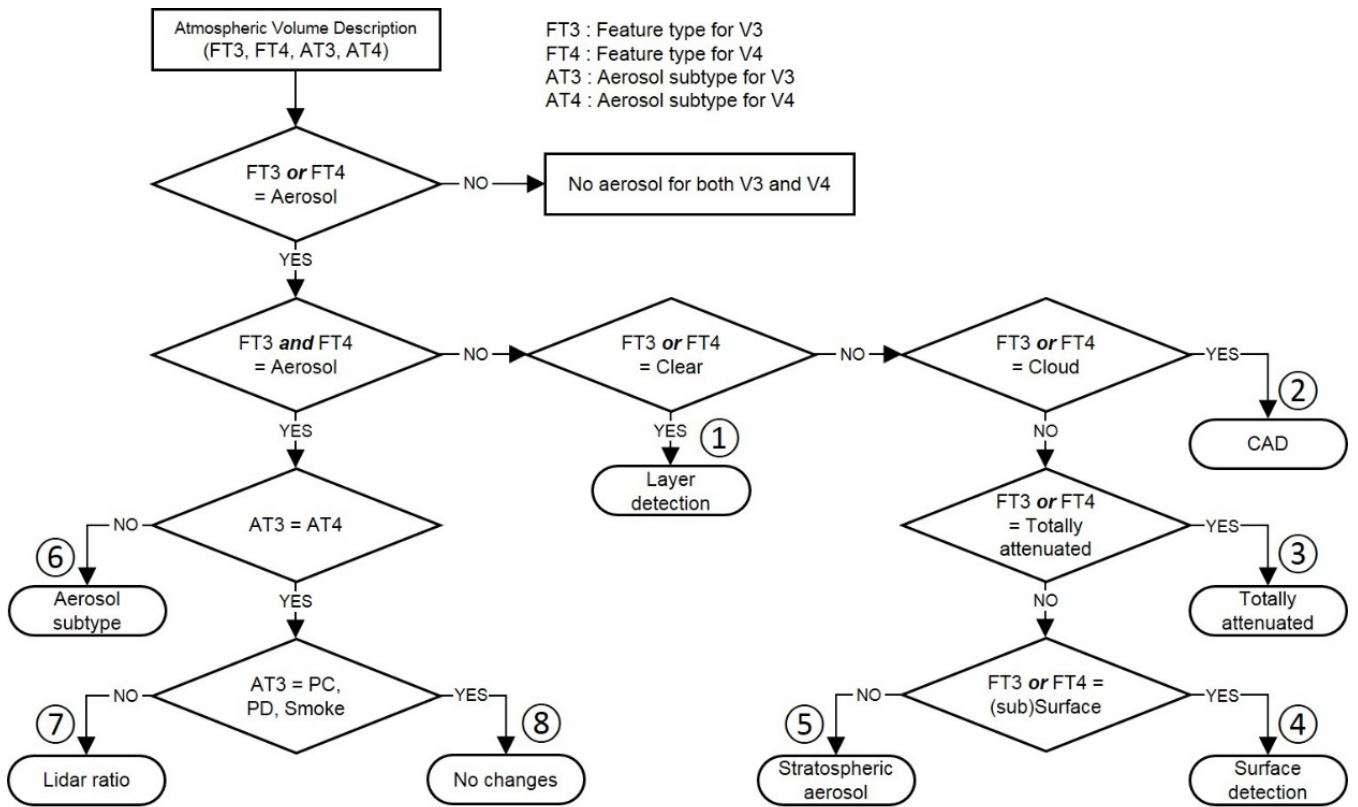 Atmospheric Volume Description
(FT3, FT4, AT3, AT4)
FT3 : Feature type for V3
FT4 : Feature type for V4
AT3 : Aerosol subtype for V3
AT4 : Aerosol subtype for V4
FT3 or FT4
= Aerosol
NO
No aerosol for both V3 and V4
YES
FT3 and FT4
= Aerosol
NO
FT3 or FT4
= Clear
NO
FT3 or FT4
= Cloud
YES
2
CAD
YES
1
Layer
detection
YES
NO
AT3 = AT4
NO
6
Aerosol
subtype
FT3 or FT4
= Totally
attenuated
YES
3
Totally
attenuated
YES
NO
AT3 = PC,
PD, Smoke
NO
7
Lidar ratio
YES
8
No changes
FT3 or FT4 =
(sub)Surface
NO
5
Stratospheric
aerosol
YES
4
Surface
detection